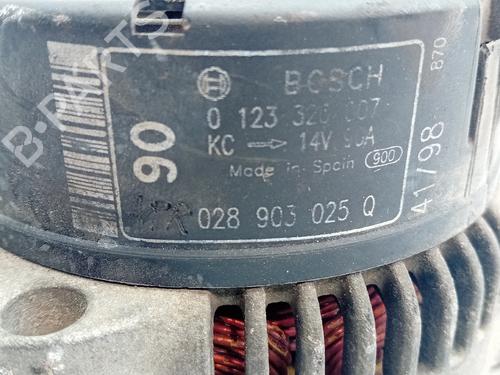 BOSCH
0 123 320 007
KC → 14V 90A
Made in Spain 900
90
028 903 025 Q
41/98
B70
B-PARTS